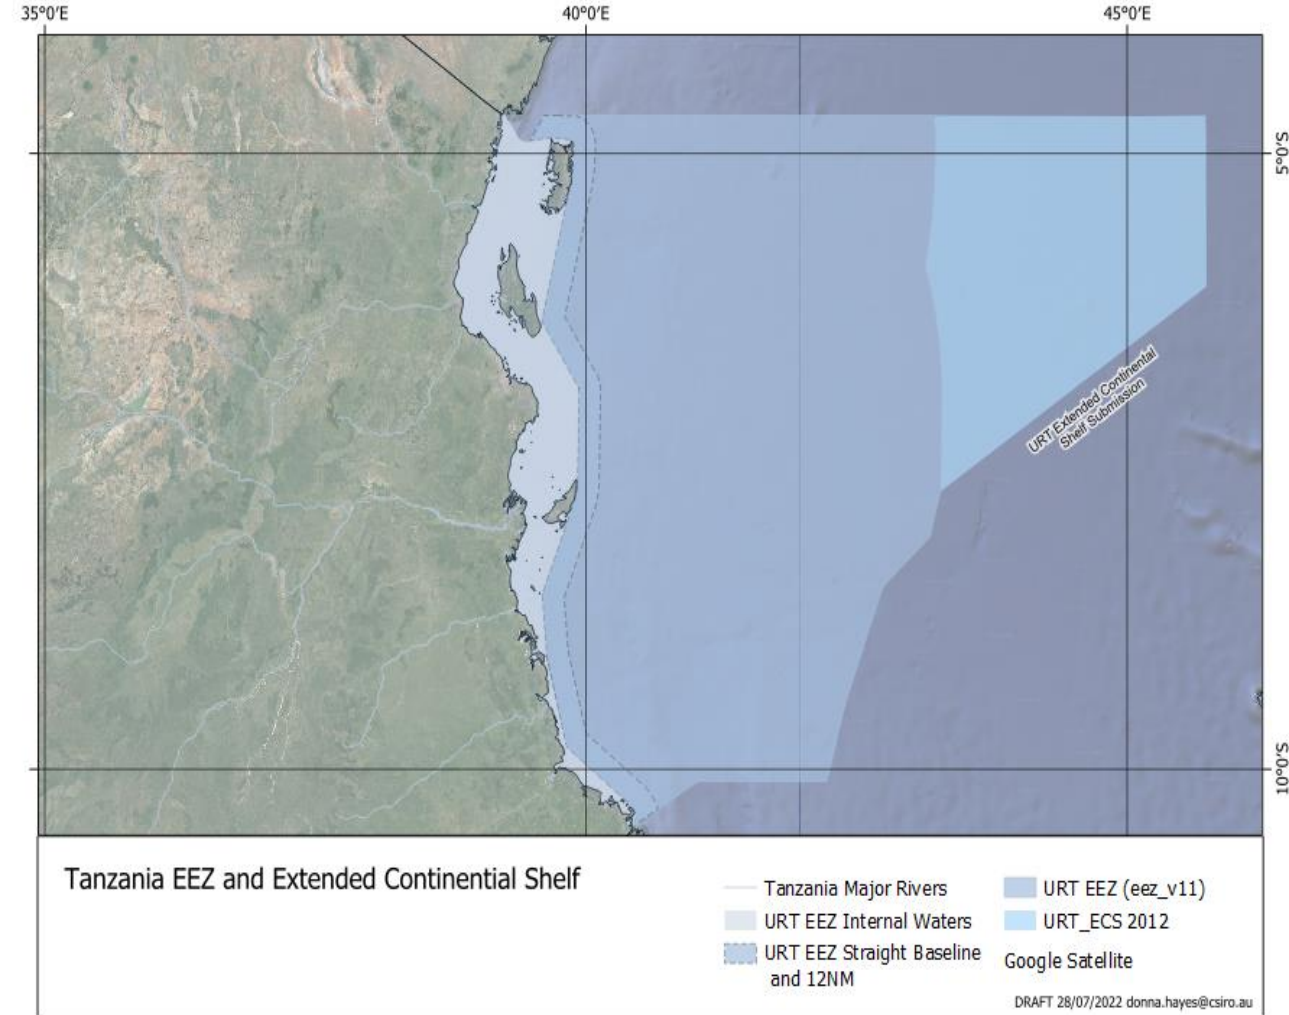 35°0'E 40°0'E 45°0'E
5°0'S
URT Extended Continental
Shelf Submission
10°0'S
Tanzania EEZ and Extended Continential Shelf
Tanzania Major Rivers
URT EEZ Internal Waters
URT EEZ Straight Baseline
and 12NM
URT EEZ (eez_v11)
URT_ECS 2012
Google Satellite
DRAFT 28/07/2022 donna.hayes@csiro.au